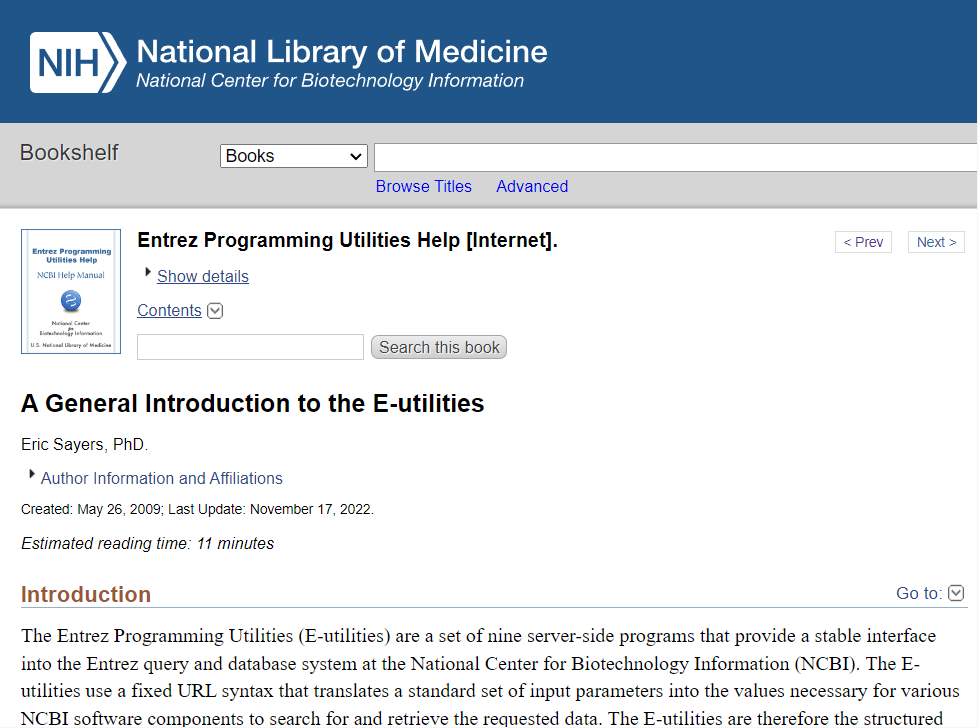 NIH
National Library of Medicine
National Center for Biotechnology Information
Bookshelf
Books
Browse Titles Advanced
Entrez Programming
Utilities Help
NCBI Help Manual
National Center
for
Biotechnology Information
U.S. National Library of Medicine
Entrez Programming Utilities Help [Internet].
< Prev Next >
Show details
Contents
Search this book
A General Introduction to the E-utilities
Eric Sayers, PhD.
Author Information and Affiliations
Created: May 26, 2009; Last Update: November 17, 2022.
Estimated reading time: 11 minutes
Introduction
Go to:
The Entrez Programming Utilities (E-utilities) are a set of nine server-side programs that provide a stable interface
into the Entrez query and database system at the National Center for Biotechnology Information (NCBI). The E-
utilities use a fixed URL syntax that translates a standard set of input parameters into the values necessary for various
NCBI software components to search for and retrieve the requested data. The E-utilities are therefore the structured